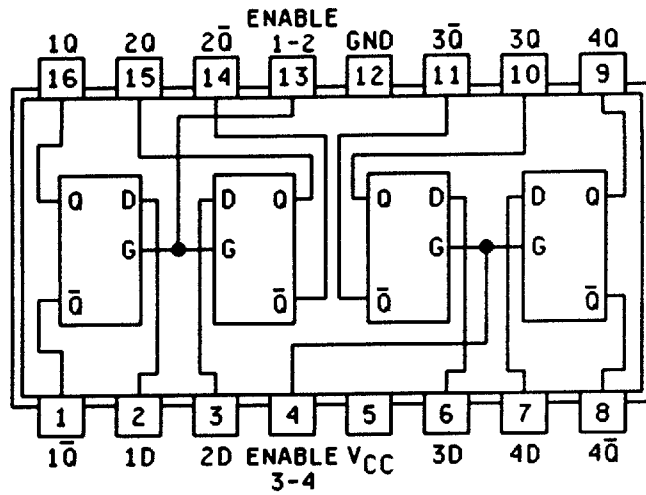 ENABLE
1Q 2Q 2Q̅ 1-2 GND 3Q̅ 3Q 4Q
16 15 14 13 12 11 10 9
Q D D Q Q D D Q
G G G G
Q̅ Q̅ Q̅ Q̅
1 2 3 4 5 6 7 8
1Q̅ 1D 2D ENABLE VCC 3D 4D 4Q̅
3-4